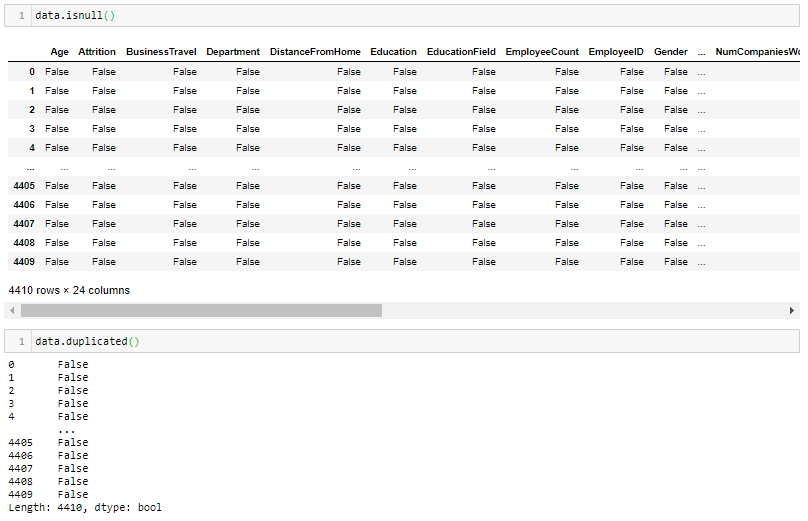 1 data.isnull()
Age Attrition BusinessTravel Department DistanceFromHome Education EducationField EmployeeCount EmployeeID Gender ... NumCompaniesWo
0 False False False False False False False False False False ...
1 False False False False False False False False False False ...
2 False False False False False False False False False False ...
3 False False False False False False False False False False ...
4 False False False False False False False False False False ...
... ... ... ... ... ... ... ... ... ... ... ...
4405 False False False False False False False False False False ...
4406 False False False False False False False False False False ...
4407 False False False False False False False False False False ...
4408 False False False False False False False False False False ...
4409 False False False False False False False False False False ...
4410 rows × 24 columns
1 data.duplicated()
0 False
1 False
2 False
3 False
4 False
...
4405 False
4406 False
4407 False
4408 False
4409 False
Length: 4410, dtype: bool